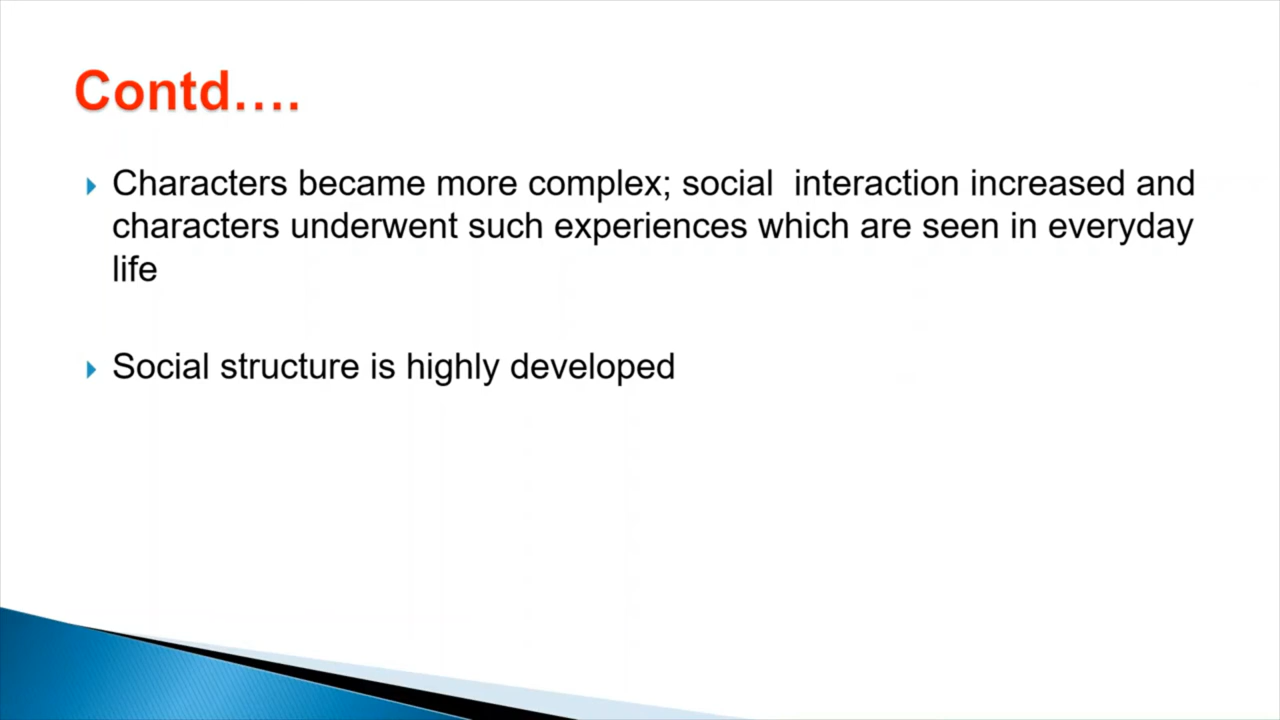 Contd….
Characters became more complex; social  interaction increased and
characters underwent such experiences which are seen in everyday
life
Social structure is highly developed